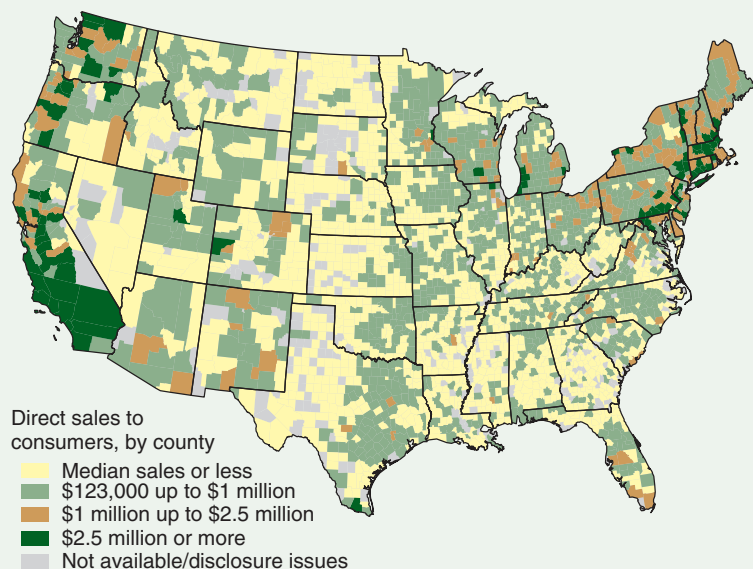 Direct sales to
consumers, by county
Median sales or less
$123,000 up to $1 million
$1 million up to $2.5 million
$2.5 million or more
Not available/disclosure issues